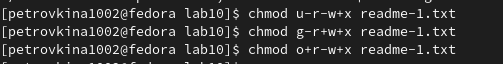 [petrovkina1002@fedora lab10]$ chmod u-r-w+x readme-1.txt
[petrovkina1002@fedora lab10]$ chmod g-r+w+x readme-1.txt
[petrovkina1002@fedora lab10]$ chmod o+r-w+x readme-1.txt